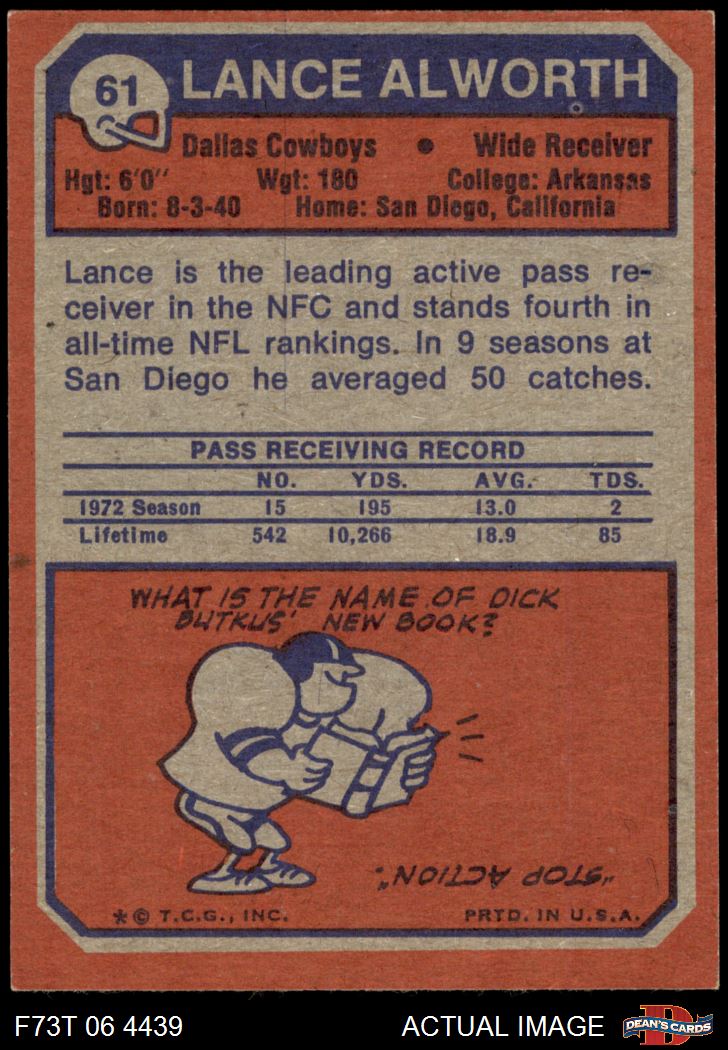 61
LANCE ALWORTH
Dallas Cowboys • Wide Receiver
Hgt: 6'0" Wgt: 180 College: Arkansas
Born: 8-3-40 Home: San Diego, California
Lance is the leading active pass re-
ceiver in the NFC and stands fourth in
all-time NFL rankings. In 9 seasons at
San Diego he averaged 50 catches.
PASS RECEIVING RECORD
NO. YDS. AVG. TDS.
1972 Season 15 195 13.0 2
Lifetime 542 10,266 18.9 85
WHAT IS THE NAME OF DICK
BUTKUS' NEW BOOK?
"STOP ACTION".
*© T.C.G., INC. PRTD. IN U.S.A.
F73T 06 4439 ACTUAL IMAGE
D
DEAN'S CARDS